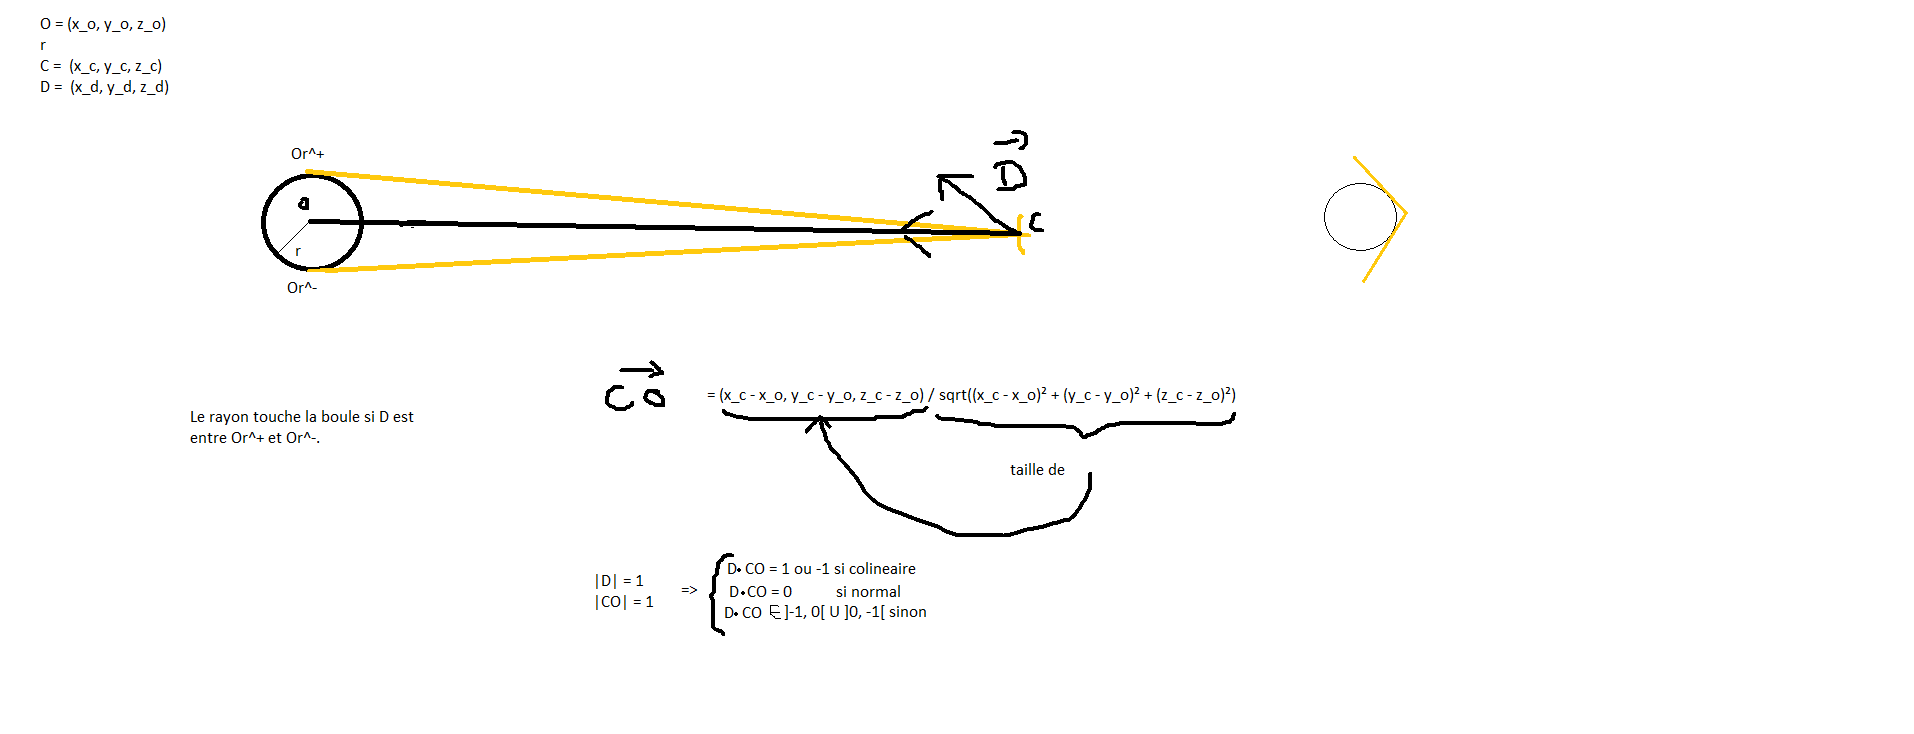 O = (x_o, y_o, z_o)
r
C = (x_c, y_c, z_c)
D = (x_d, y_d, z_d)
Or^+
D
a
C
r
Or^-
CO = (x_c - x_o, y_c - y_o, z_c - z_o) / sqrt((x_c - x_o)² + (y_c - y_o)² + (z_c - z_o)²)
Le rayon touche la boule si D est
entre Or^+ et Or^-.
taille de
|D| = 1
|CO| = 1
=>
D• CO = 1 ou -1 si colineaire
D•CO = 0 si normal
D• CO ∈ ]-1, 0[ U ]0, -1[ sinon